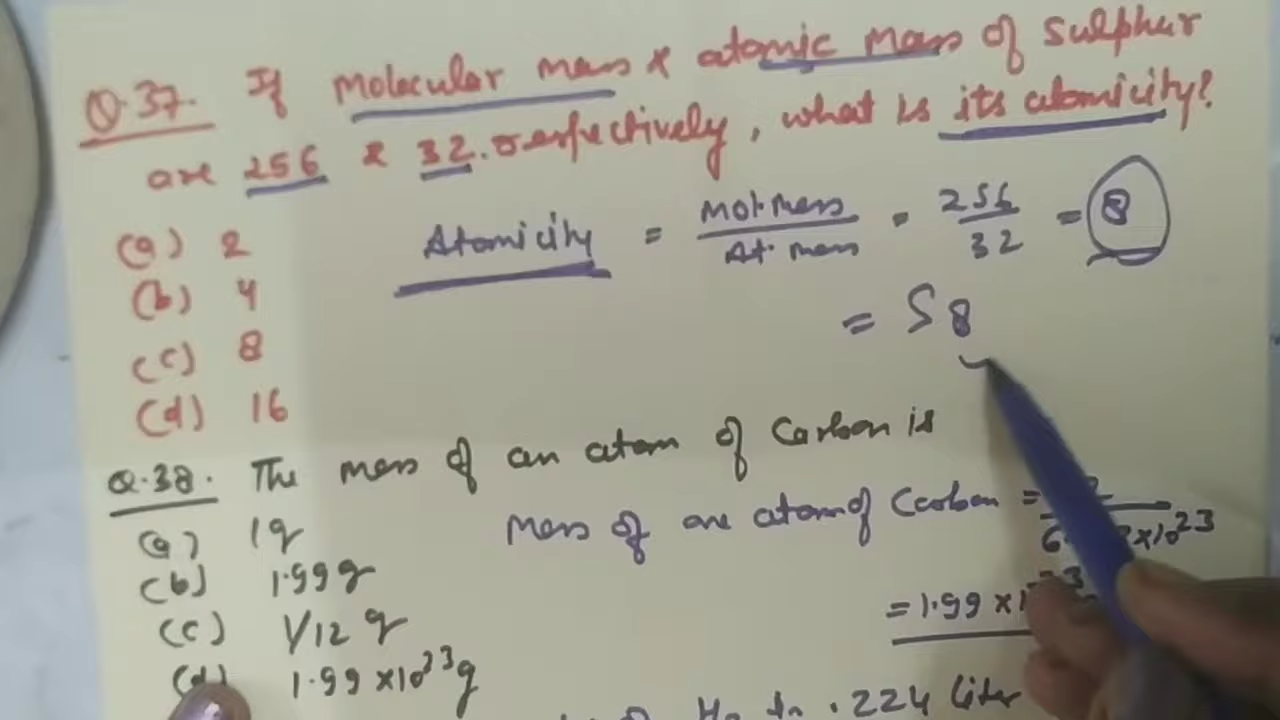 Q.37. If molecular mass & atomic mass of sulphur
are 256 & 32. respectively, what is its atomicity?
(a) 2
(b) 4
(c) 8
(d) 16
Atomicity = mol mass / At. mass = 256 / 32 = 8
= S8
Q.38. The mass of an atom of carbon is
(a) 1g
(b) 1.99g
(c) 1/12 g
(d) 1.99 × 10^23 g
mass of one atom of Carbon =
×10^23
= 1.99 ×
.224 liter